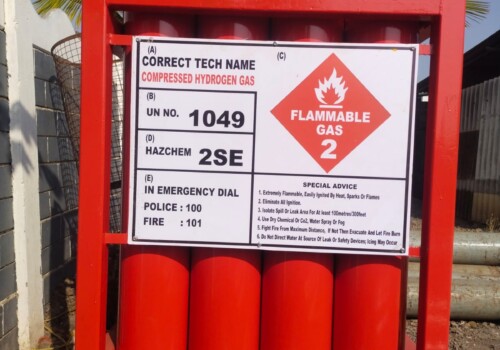 (A)
CORRECT TECH NAME
COMPRESSED HYDROGEN GAS
(B)
UN NO. 1049
(D)
HAZCHEM 2SE
(E)
IN EMERGENCY DIAL
POLICE : 100
FIRE : 101
(C)
FLAMMABLE
GAS
2
SPECIAL ADVICE
1. Extremely Flammable, Easily Ignited By Heat, Sparks Or Flames
2. Eliminate All Ignition.
3. Isolate Spill Or Leak Area For At least 100metres/300feet
4. Use Dry Chemical Or Co2, Water Spray Or Fog
5. Fight Fire From Maximum Distance, If Not Then Evacuate And Let Fire Burn
6. Do Not Direct Water At Source Of Leak Or Safety Devices; Icing May Occur